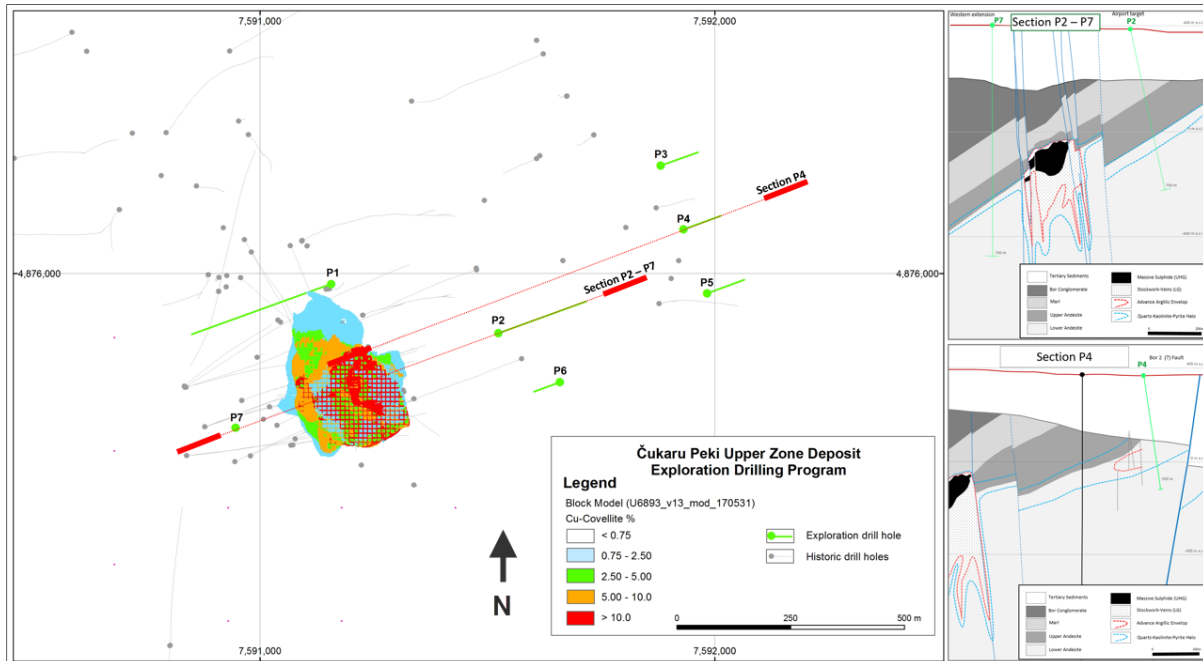 7,591,000
7,592,000
P3
P4
Section P4
4,876,000
4,876,000
P1
Section P2 – P7
P5
P2
P6
P7
Čukaru Peki Upper Zone Deposit
Exploration Drilling Program
Legend
Block Model (U6893_v13_mod_170531)
Cu-Covellite %
< 0.75
0.75 - 2.50
2.50 - 5.00
5.00 - 10.0
> 10.0
Exploration drill hole
Historic drill holes
N
0
250
500 m
7,591,000
7,592,000
Western extension
Airport target
P7
Section P2 – P7
P2
Tertiary Sediments
Bor Conglomerate
Marl
Upper Andesite
Lower Andesite
Massive Sulphide (UHG)
Stockwork-Veins (LG)
Advance Argillic Envelop
Quartz-Kaolinite-Pyrite Halo
Section P4
Bor 2 (?) Fault
P4
Tertiary Sediments
Bor Conglomerate
Marl
Upper Andesite
Lower Andesite
Massive Sulphide (UHG)
Stockwork-Veins (LG)
Advance Argillic Envelop
Quartz-Kaolinite-Pyrite Halo